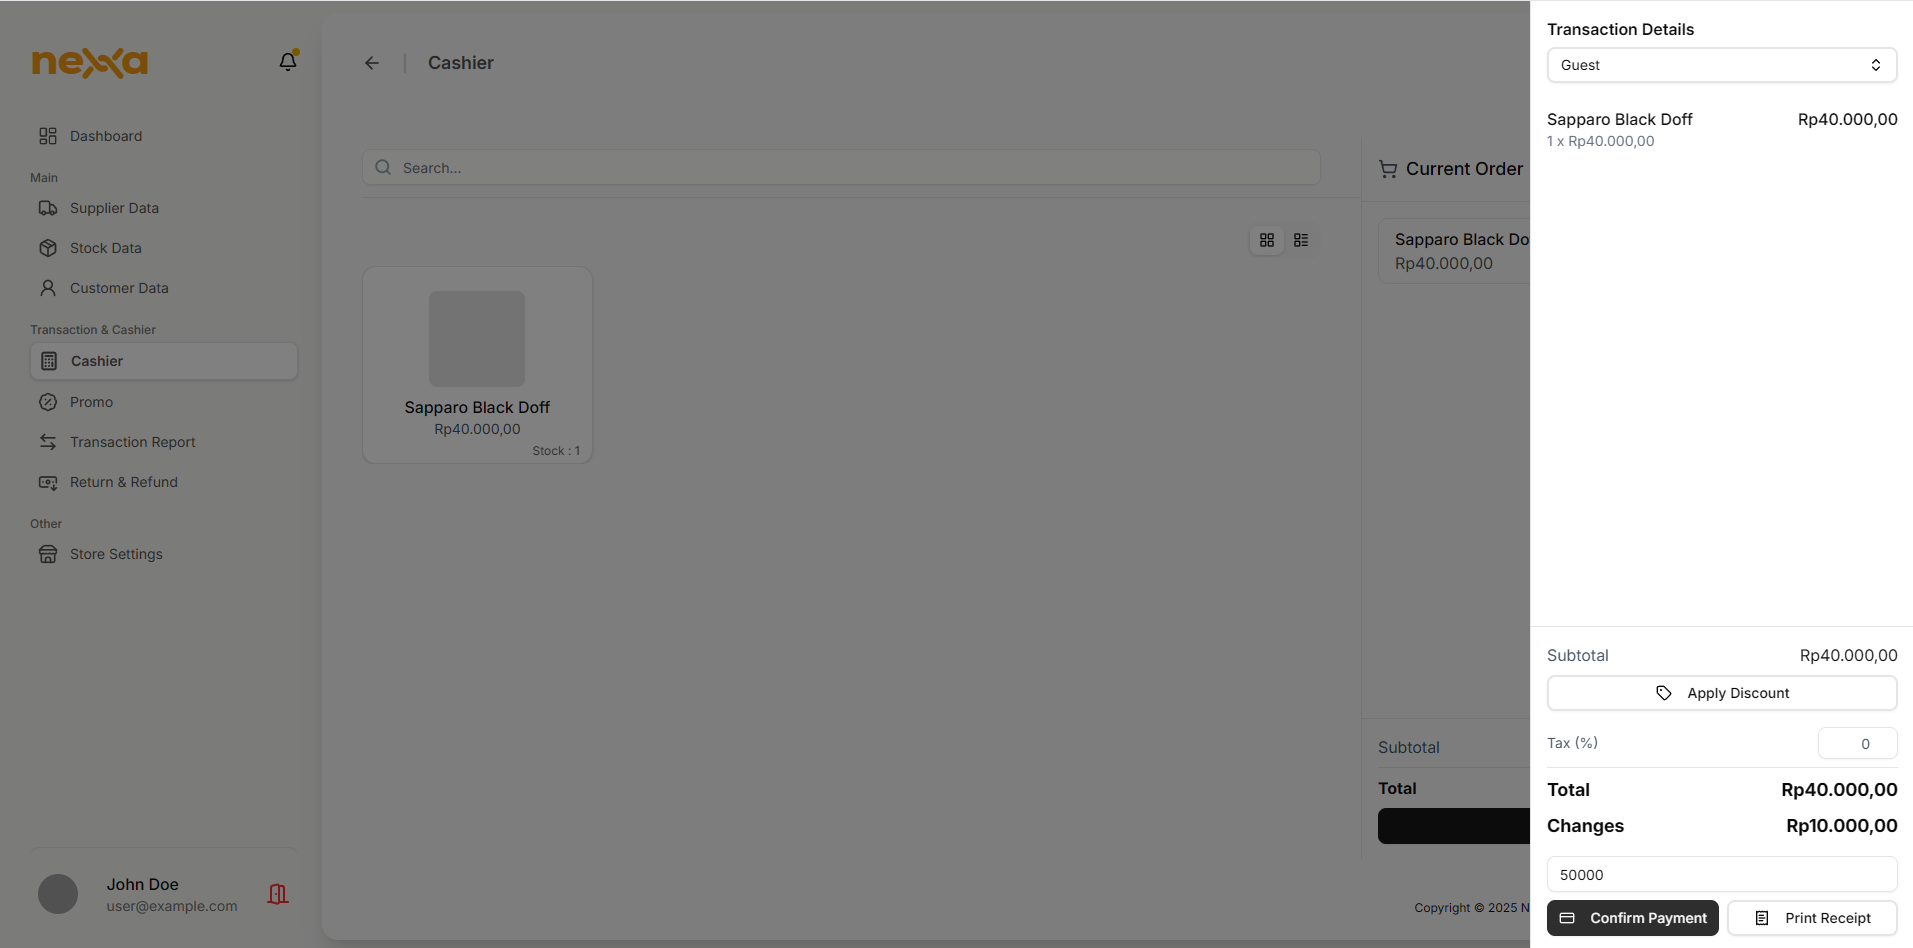 nexxa
Dashboard
Main
Supplier Data
Stock Data
Customer Data
Transaction & Cashier
Cashier
Promo
Transaction Report
Return & Refund
Other
Store Settings
John Doe
user@example.com
Cashier
Search...
Sapparo Black Doff
Rp40.000,00
Stock : 1
Current Order
Sapparo Black Do
Rp40.000,00
Subtotal
Total
Copyright © 2025 N
Transaction Details
Guest
Sapparo Black Doff Rp40.000,00
1 x Rp40.000,00
Subtotal Rp40.000,00
Apply Discount
Tax (%) 0
Total Rp40.000,00
Changes Rp10.000,00
50000
Confirm Payment Print Receipt